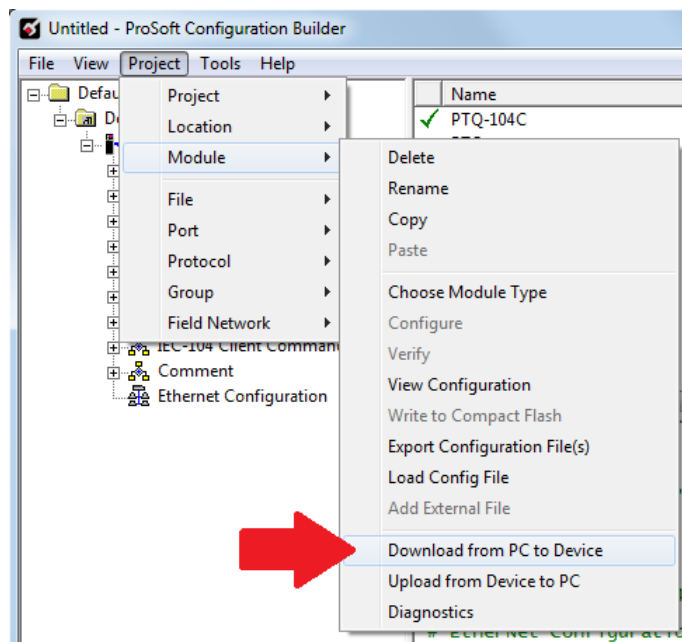 Untitled - ProSoft Configuration Builder
File View Project Tools Help
Defau
Name
PTQ-104C
Project
Location
Module
File
Port
Protocol
Group
Field Network
Delete
Rename
Copy
Paste
Choose Module Type
Configure
Verify
View Configuration
Write to Compact Flash
Export Configuration File(s)
Load Config File
Add External File
Download from PC to Device
Upload from Device to PC
Diagnostics
IEC-104 Client Comman
Comment
Ethernet Configuration